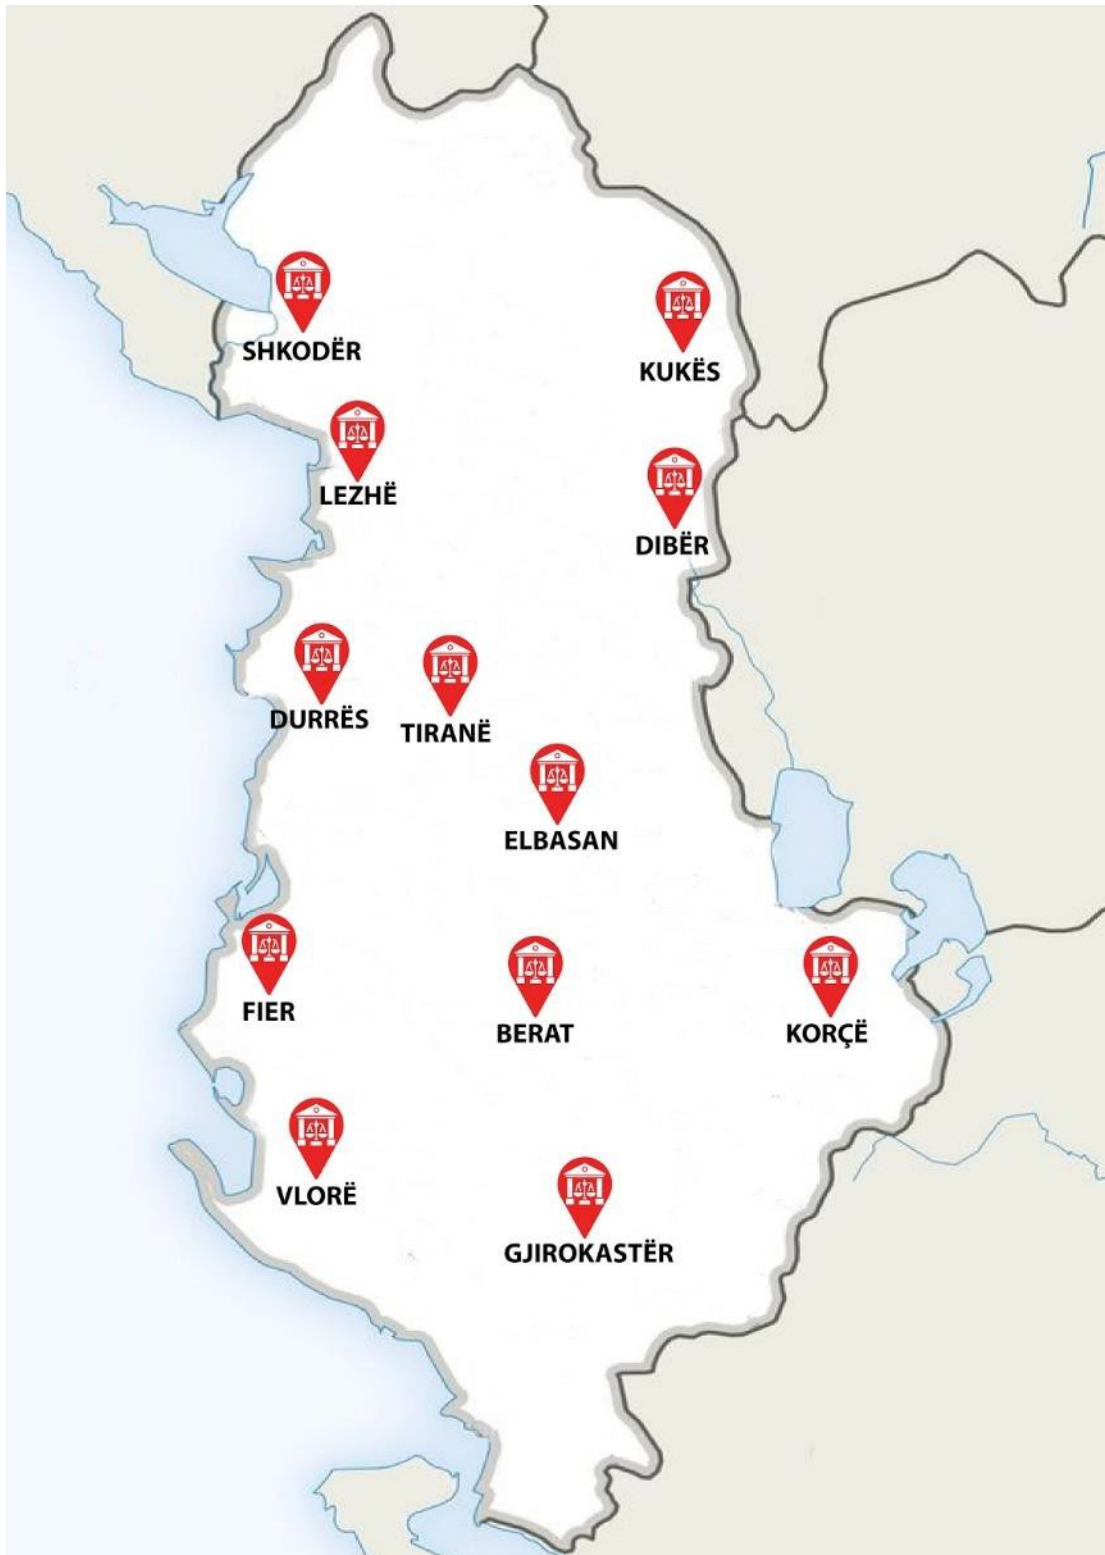 SHKODËR
KUKËS
LEZHË
DIBËR
DURRËS
TIRANË
ELBASAN
FIER
BERAT
KORÇË
VLORË
GJIROKASTËR